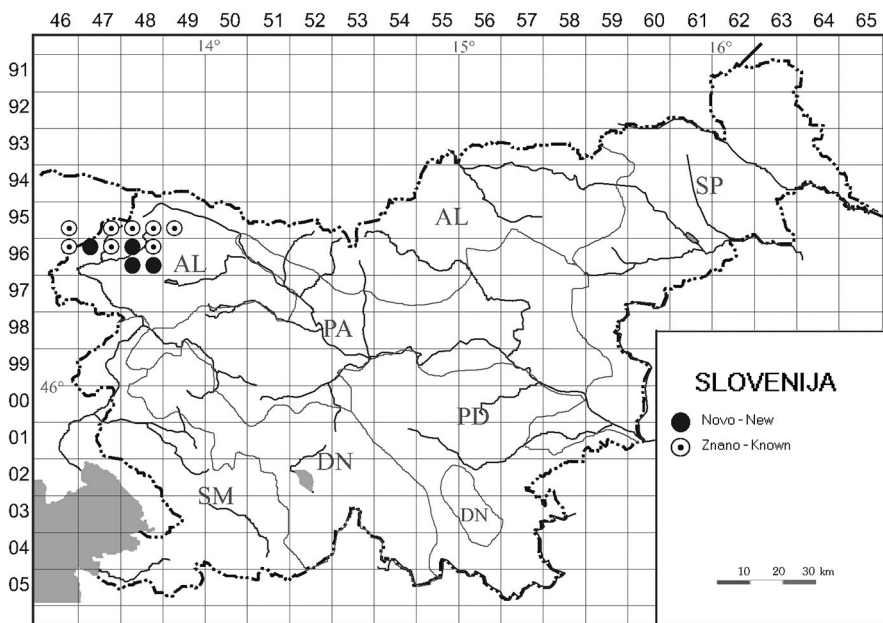 46 47 48 49 50 51 52 53 54 55 56 57 58 59 60 61 62 63 64 65
14° 15° 16°
91
92
93
94
SP
95
AL
96
AL
97
98
PA
99
46°
SLOVENIJA
00
PD
Novo - New
01
Znano - Known
02
DN
SM
03
DN
04
05
10 20 30 km